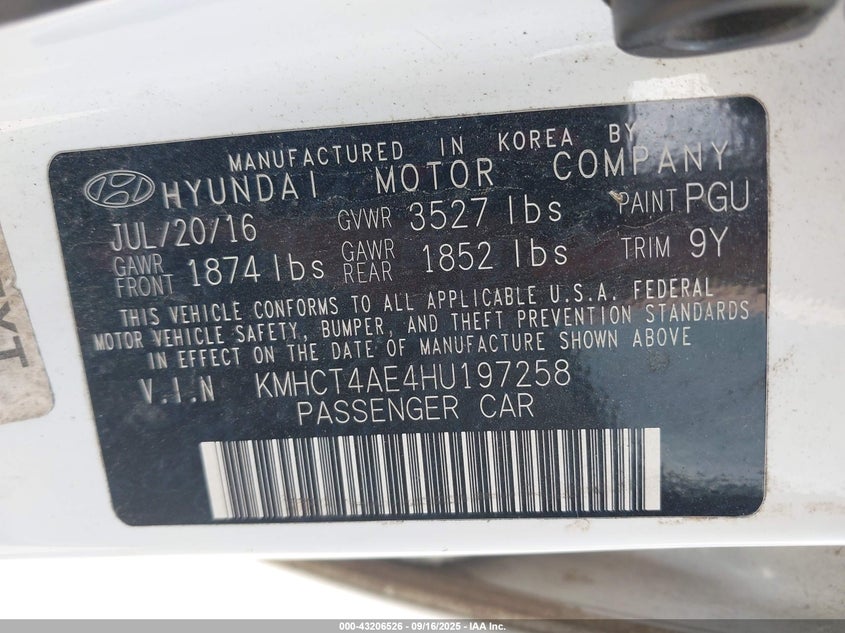 MANUFACTURED IN KOREA BY
HYUNDAI MOTOR COMPANY
JUL/20/16 GVWR 3527 lbs PAINT PGU
GAWR FRONT 1874 lbs GAWR REAR 1852 lbs TRIM 9Y
THIS VEHICLE CONFORMS TO ALL APPLICABLE U.S.A. FEDERAL
MOTOR VEHICLE SAFETY, BUMPER, AND THEFT PREVENTION STANDARDS
IN EFFECT ON THE DATE OF MANUFACTURE SHOWN ABOVE
V.I.N KMHCT4AE4HU197258
PASSENGER CAR
000-43206526 - 09/16/2025 - IAA Inc.